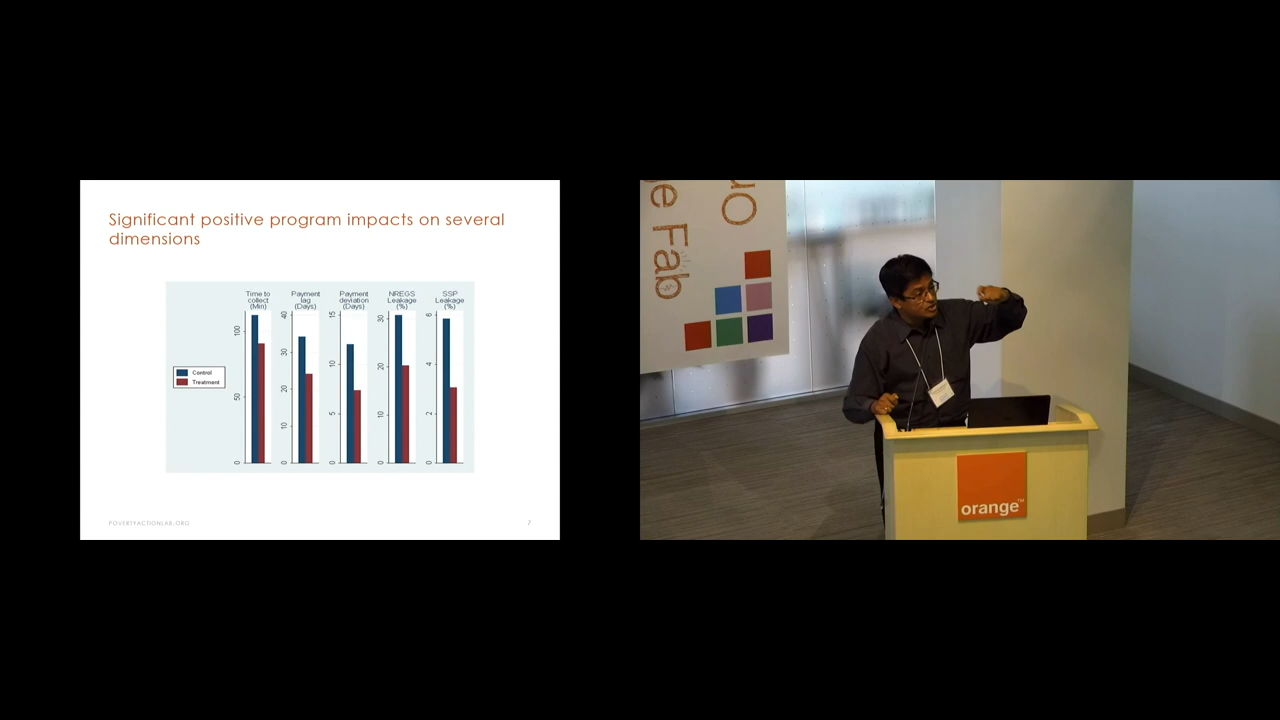 Significant positive program impacts on several
dimensions
Time to
collect
(Min)
Payment
lag
(Days)
Payment
deviation
(Days)
NREGS
Leakage
(%)
SSP
Leakage
(%)
0 50 100
0 10 20 30 40
0 5 10 15
0 10 20 30
0 2 4 6
Control
Treatment
POVERTYACTIONLAB.ORG
7
Fab
orange™